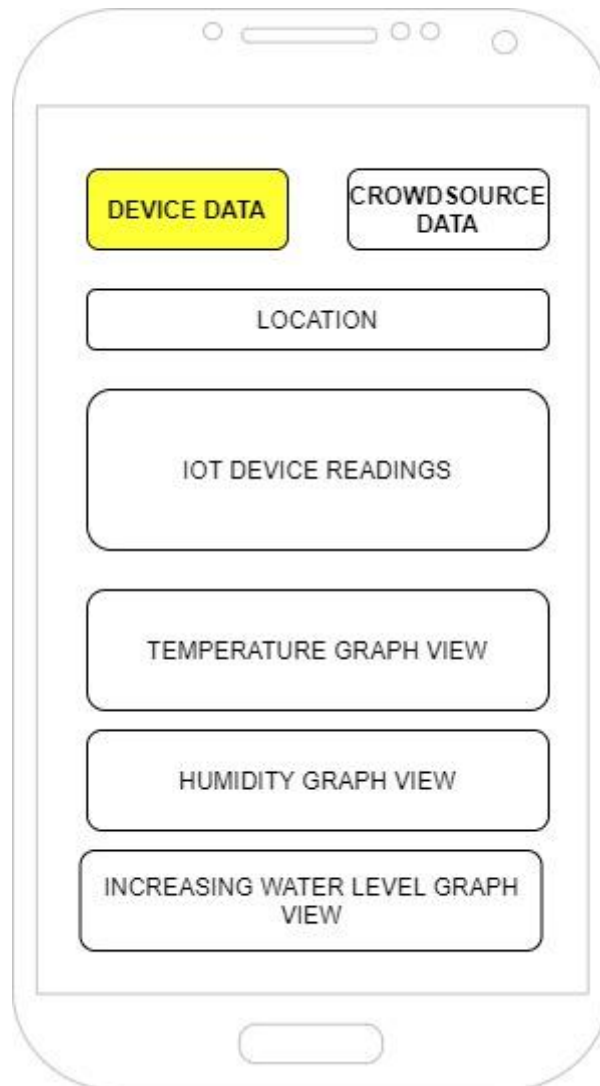 DEVICE DATA
CROWDSOURCE
DATA
LOCATION
IOT DEVICE READINGS
TEMPERATURE GRAPH VIEW
HUMIDITY GRAPH VIEW
INCREASING WATER LEVEL GRAPH
VIEW